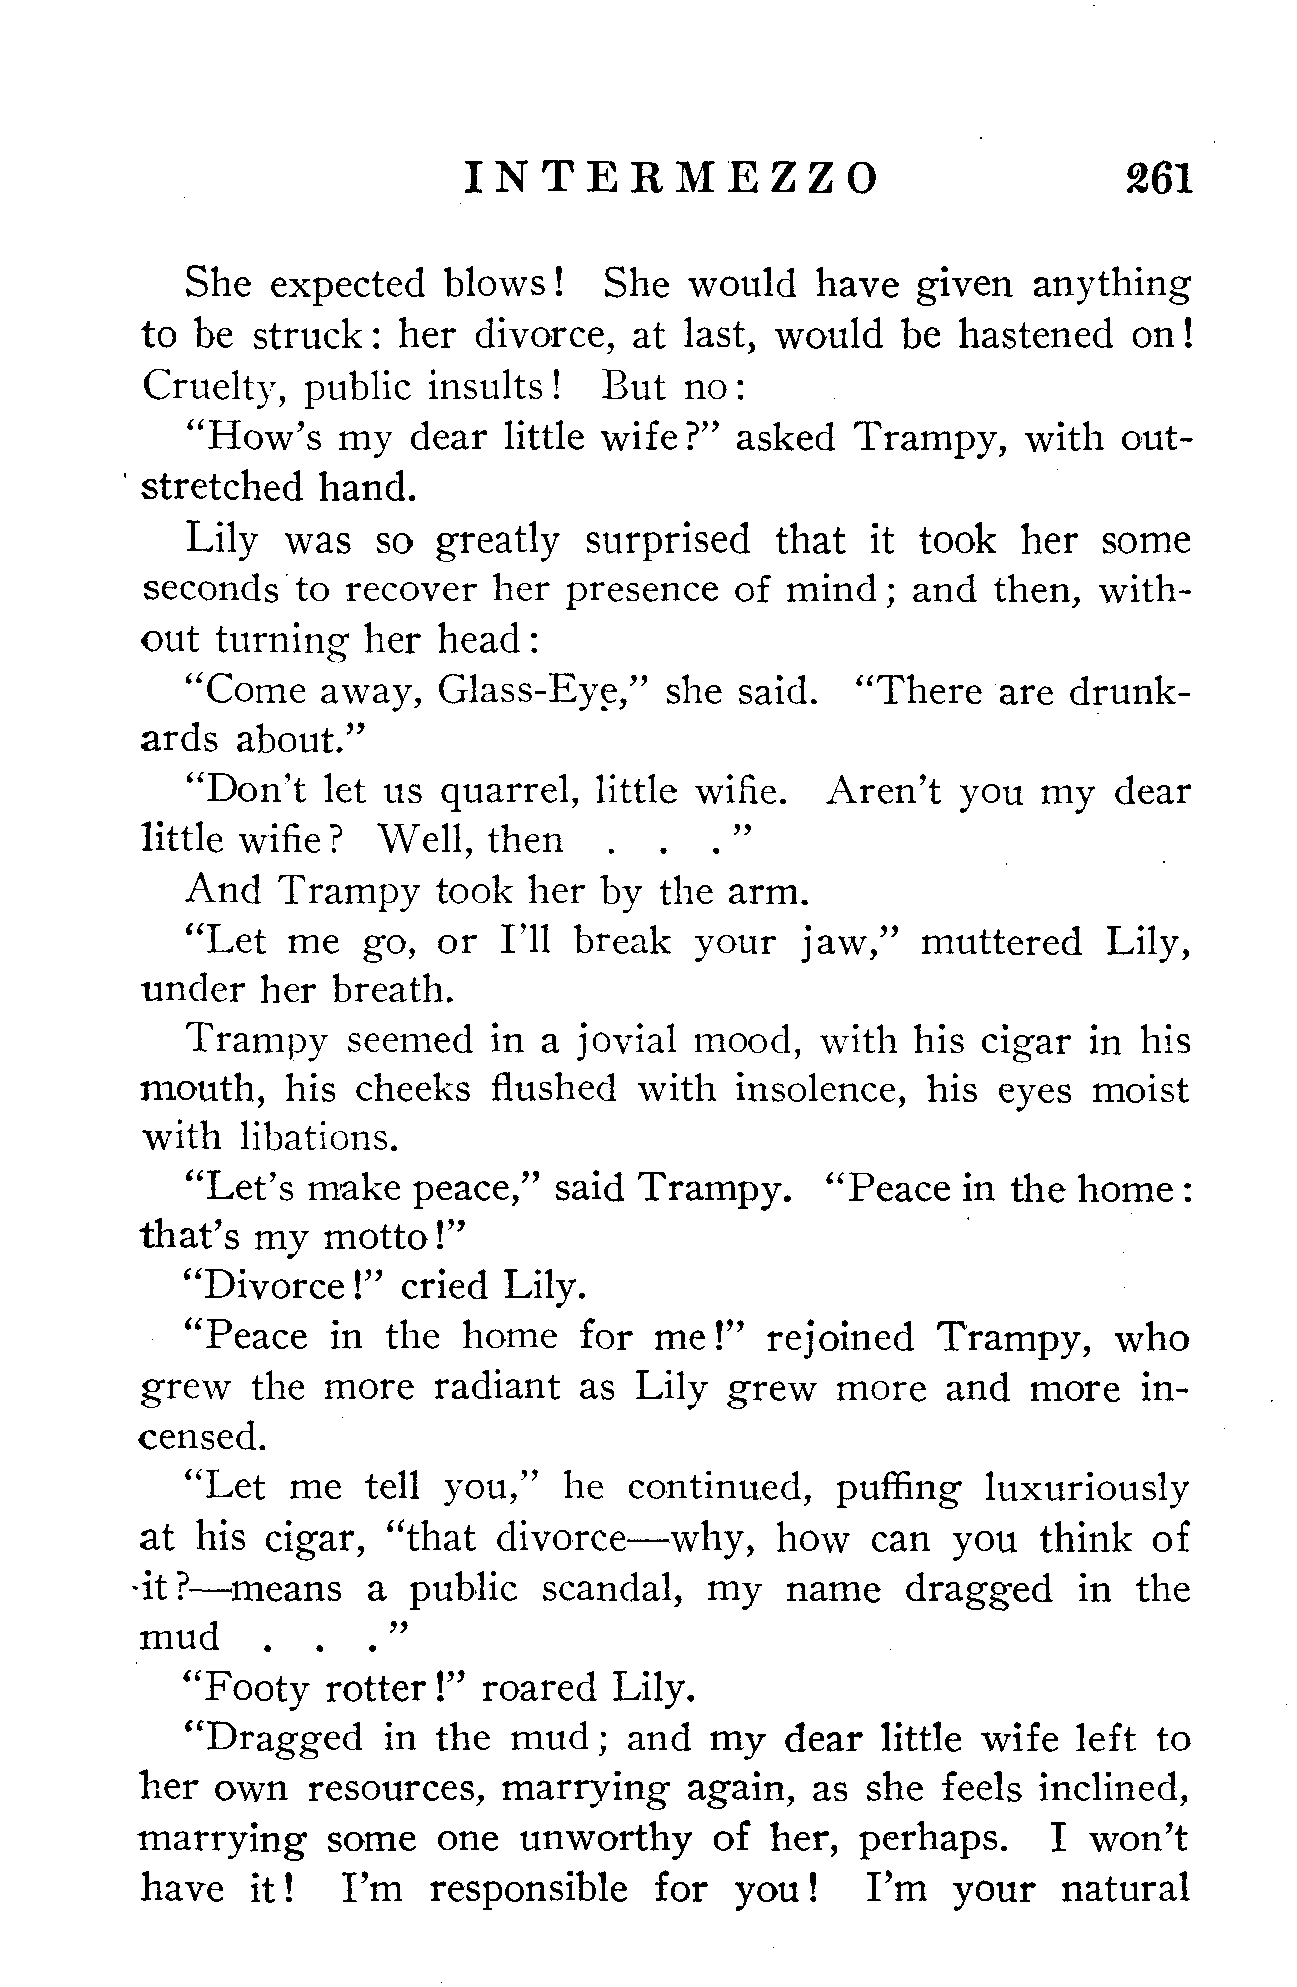 INTERMEZZO 261
She expected blows! She would have given anything
to be struck: her divorce, at last, would be hastened on!
Cruelty, public insults! But no:
"How's my dear little wife?" asked Trampy, with out-
stretched hand.
Lily was so greatly surprised that it took her some
seconds to recover her presence of mind; and then, with-
out turning her head:
"Come away, Glass-Eye," she said. "There are drunk-
ards about."
"Don't let us quarrel, little wifie. Aren't you my dear
little wifie? Well, then . . ."
And Trampy took her by the arm.
"Let me go, or I'll break your jaw," muttered Lily,
under her breath.
Trampy seemed in a jovial mood, with his cigar in his
mouth, his cheeks flushed with insolence, his eyes moist
with libations.
"Let's make peace," said Trampy. "Peace in the home:
that's my motto!"
"Divorce!" cried Lily.
"Peace in the home for me!" rejoined Trampy, who
grew the more radiant as Lily grew more and more in-
censed.
"Let me tell you," he continued, puffing luxuriously
at his cigar, "that divorce—why, how can you think of
it?—means a public scandal, my name dragged in the
mud . . ."
"Footy rotter!" roared Lily.
"Dragged in the mud; and my dear little wife left to
her own resources, marrying again, as she feels inclined,
marrying some one unworthy of her, perhaps. I won't
have it! I'm responsible for you! I'm your natural